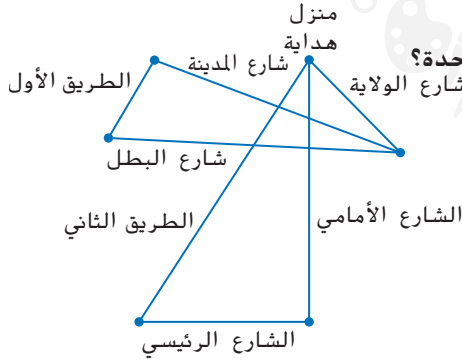 منزل
هداية
حدة؟
شارع المدينة
شارع الولاية
الطريق الأول
شارع البطل
الطريق الثاني
الشارع الأمامي
الشارع الرئيسي